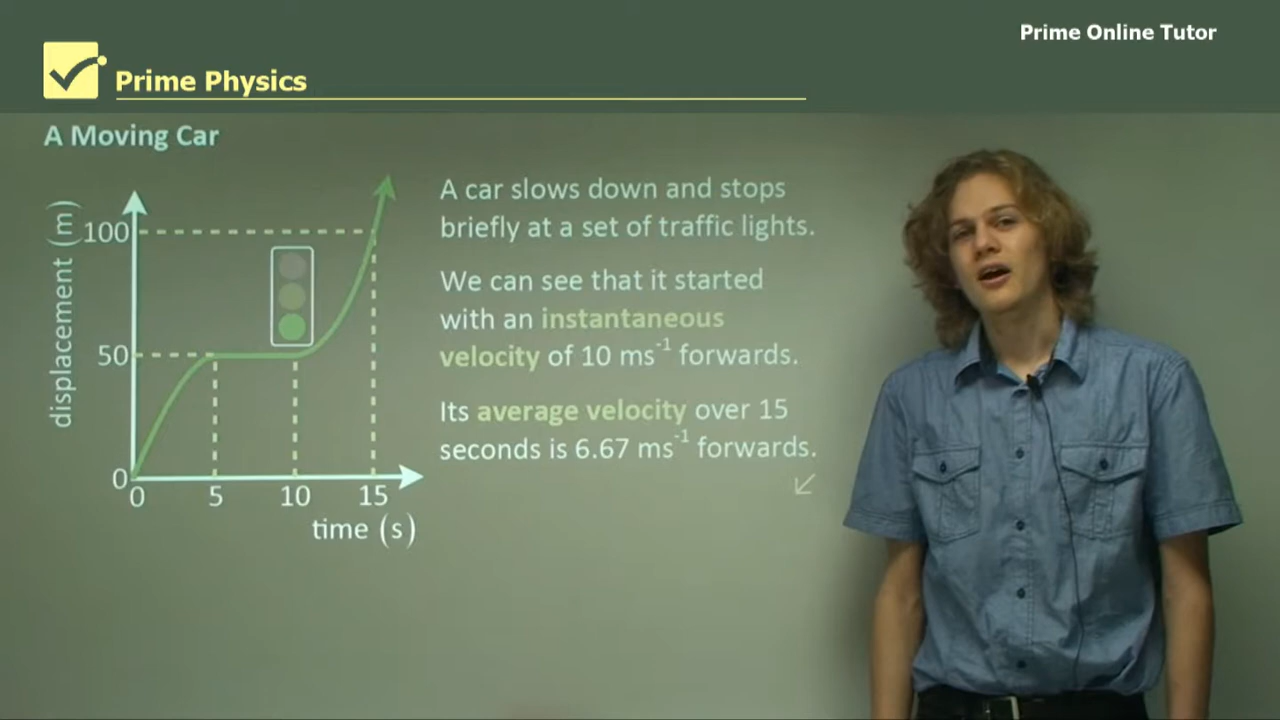 Prime Online Tutor
Prime Physics
A Moving Car
displacement (m)
100
50
0
0 5 10 15
time (s)
A car slows down and stops
briefly at a set of traffic lights.
We can see that it started
with an instantaneous
velocity of 10 ms⁻¹ forwards.
Its average velocity over 15
seconds is 6.67 ms⁻¹ forwards.